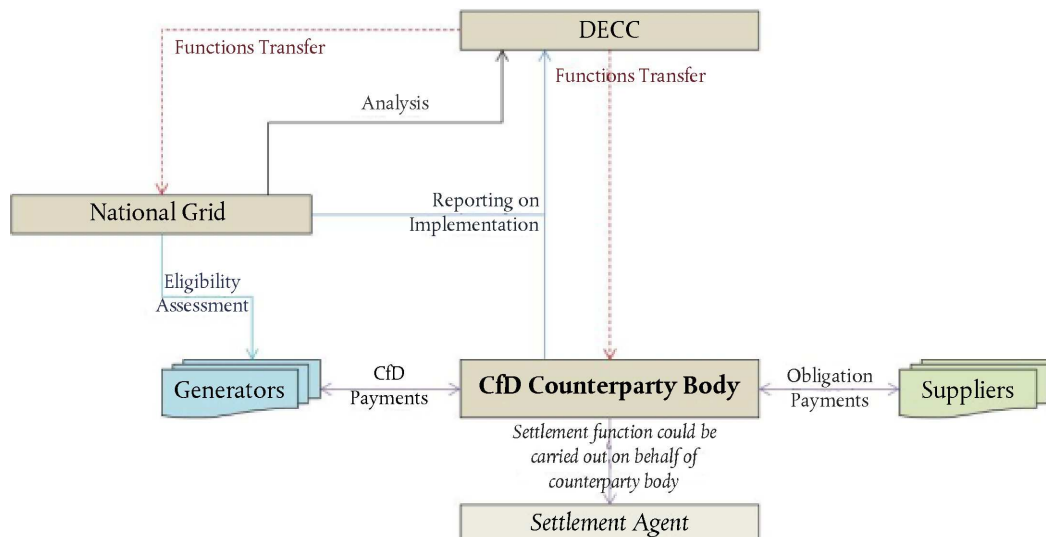 DECC
Functions Transfer
Functions Transfer
Analysis
National Grid
Reporting on
Implementation
Eligibility
Assessment
Generators
CfD
Payments
CfD Counterparty Body
Obligation
Payments
Suppliers
Settlement function could be
carried out on behalf of
counterparty body
Settlement Agent